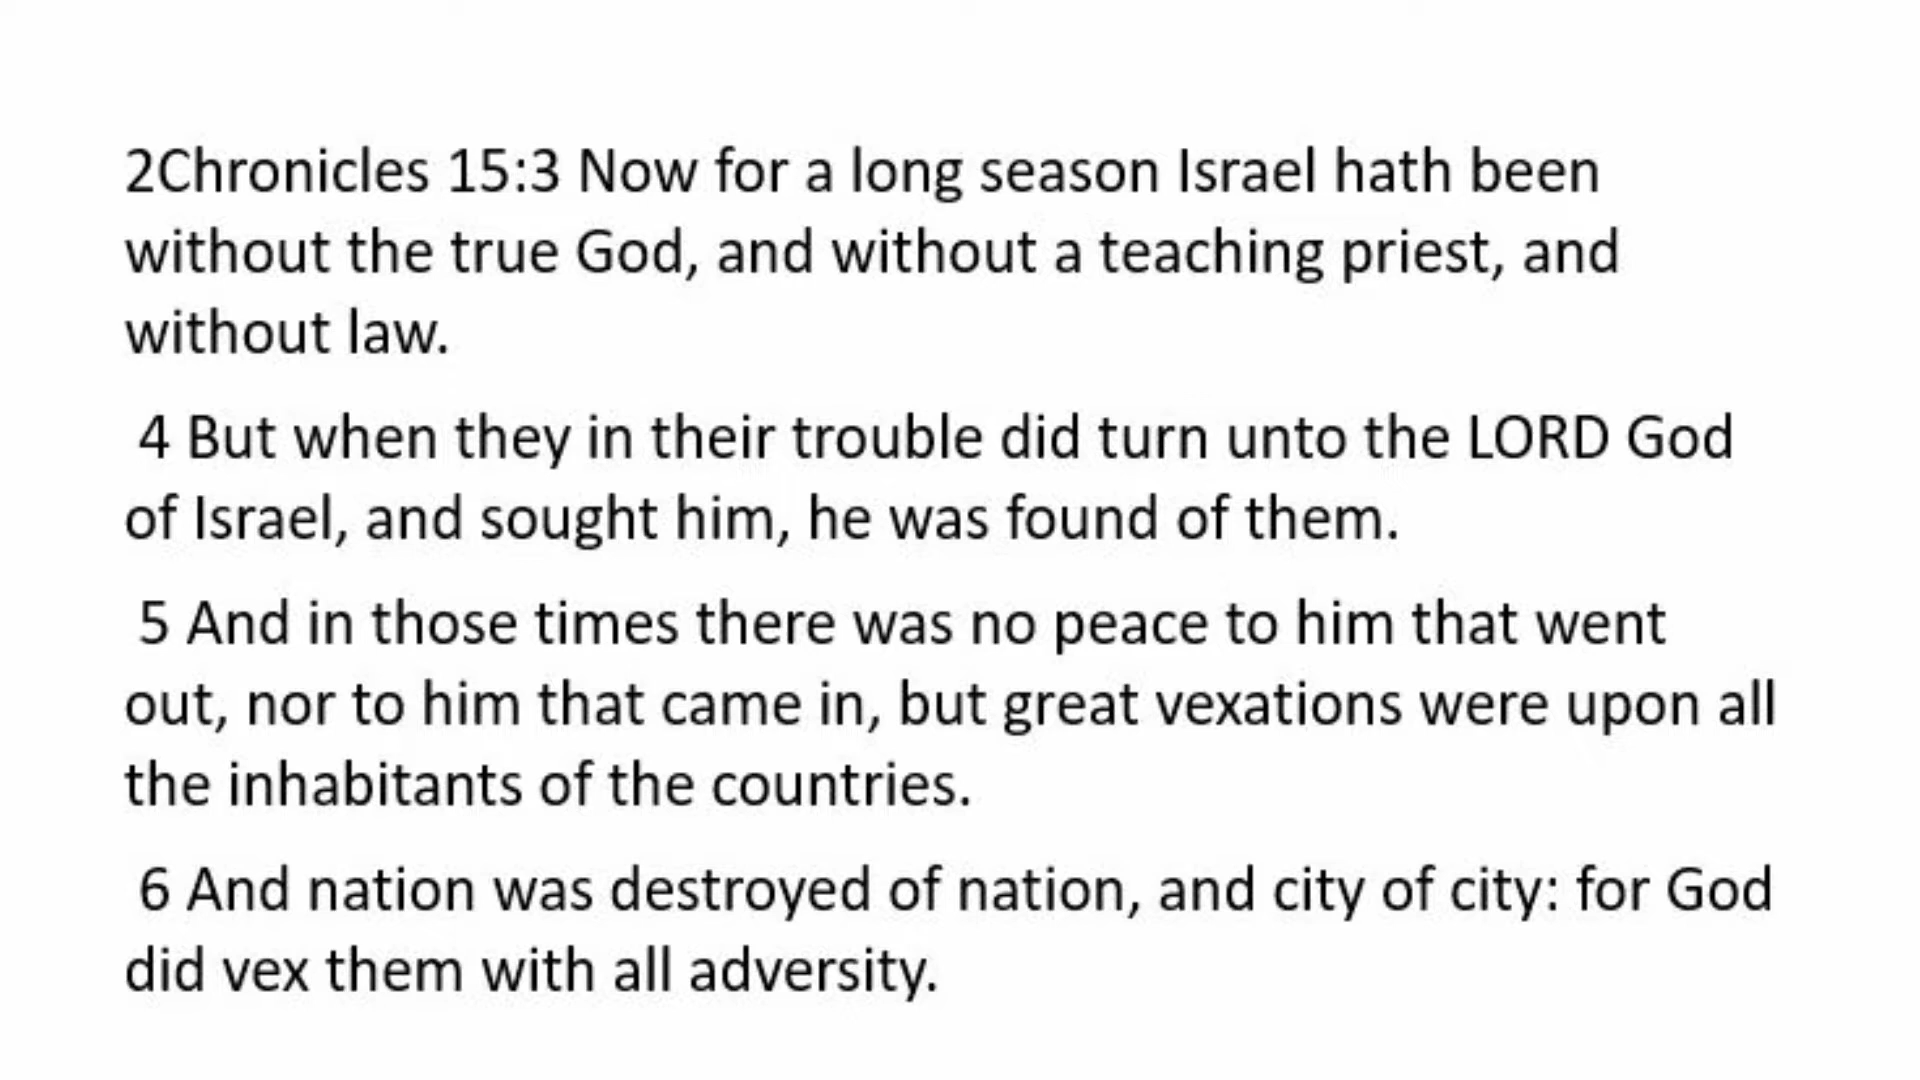 2Chronicles 15:3 Now for a long season Israel hath been
without the true God, and without a teaching priest, and
without law.
4 But when they in their trouble did turn unto the LORD God
of Israel, and sought him, he was found of them.
5 And in those times there was no peace to him that went
out, nor to him that came in, but great vexations were upon all
the inhabitants of the countries.
6 And nation was destroyed of nation, and city of city: for God
did vex them with all adversity.